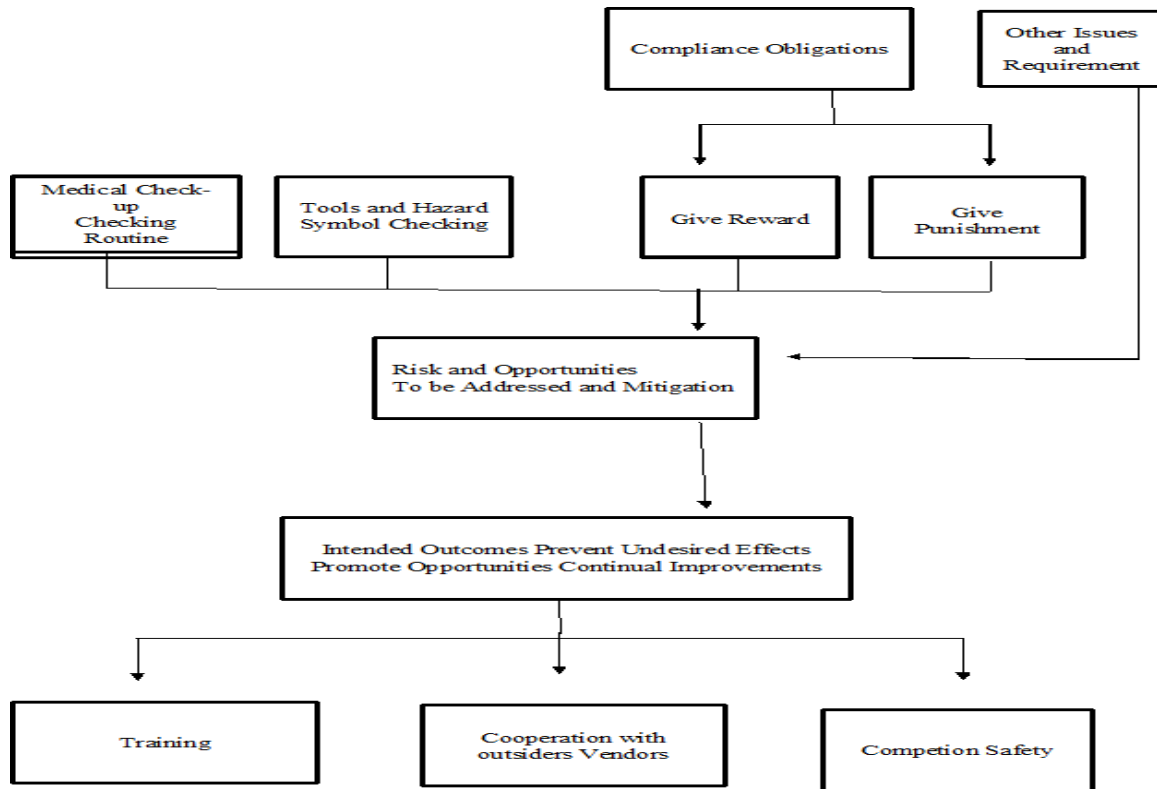 Compliance Obligations
Other Issues
and
Requirement
Medical Check-
up
Checking
Routine
Tools and Hazard
Symbol Checking
Give Reward
Give
Punishment
Risk and Opportunities
To be Addressed and Mitigation
Intended Outcomes Prevent Undesired Effects
Promote Opportunities Continual Improvements
Training
Cooperation with
outsiders Vendors
Competion Safety